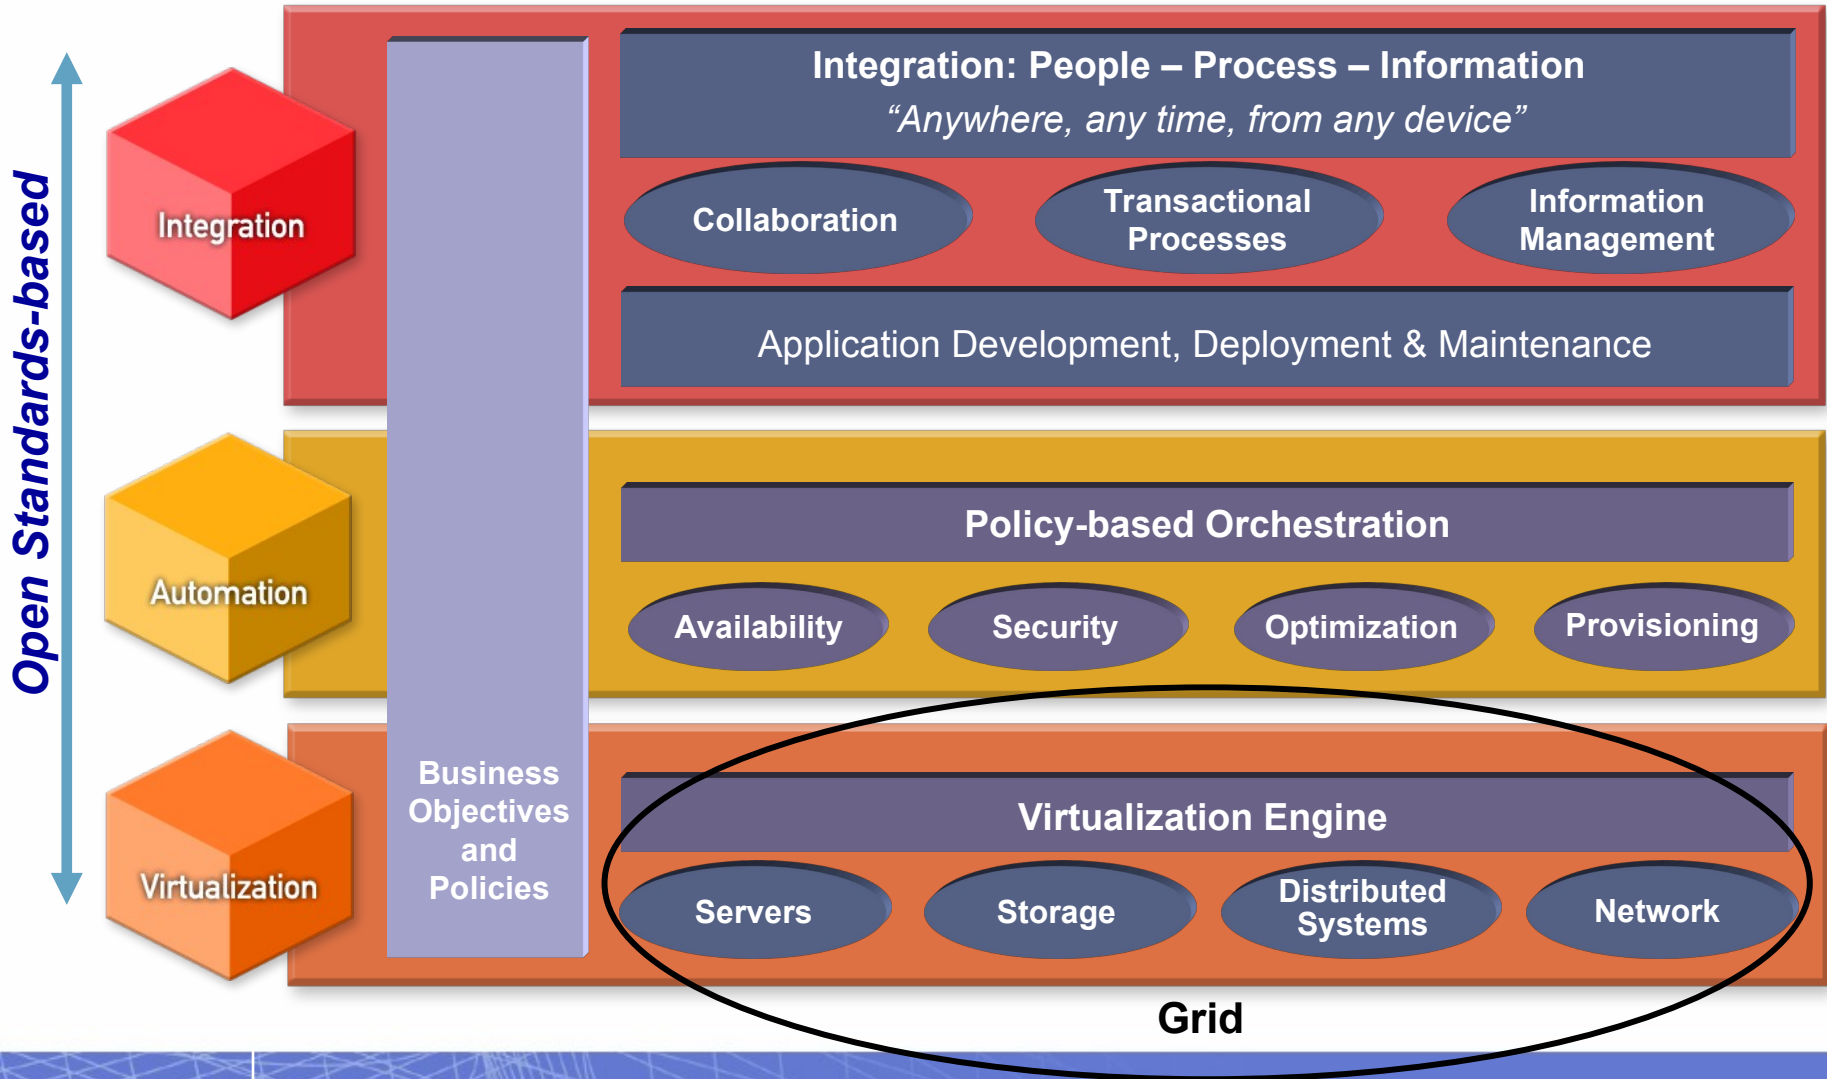 Open Standards-based
Integration
Integration: People – Process – Information
“Anywhere, any time, from any device”
Collaboration
Transactional
Processes
Information
Management
Application Development, Deployment & Maintenance
Automation
Policy-based Orchestration
Availability
Security
Optimization
Provisioning
Virtualization
Business
Objectives
and
Policies
Virtualization Engine
Servers
Storage
Distributed
Systems
Network
Grid